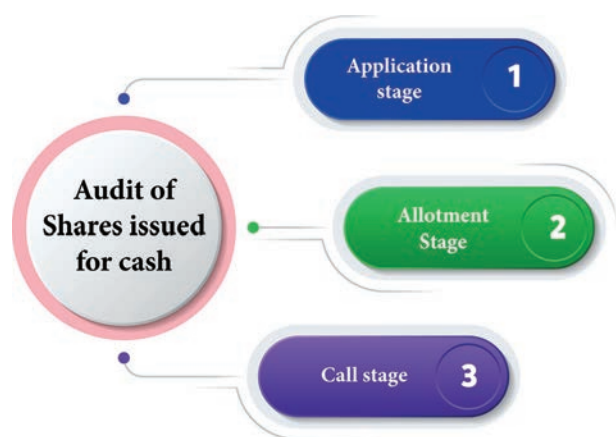 Audit of
Shares issued
for cash
Application
stage
1
Allotment
Stage
2
Call stage
3